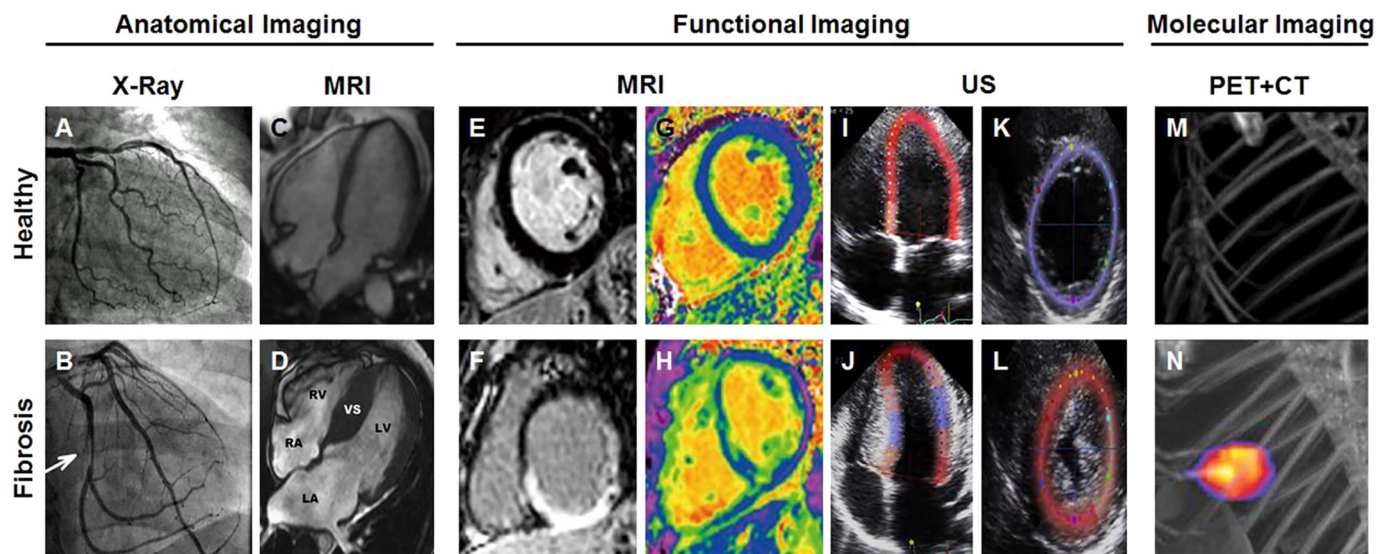 Anatomical Imaging
Functional Imaging
Molecular Imaging
X-Ray
MRI
MRI
US
PET+CT
Healthy
A
C
E
G
I
K
M
Fibrosis
B
D
RV
VS
LV
RA
LA
F
H
J
L
N